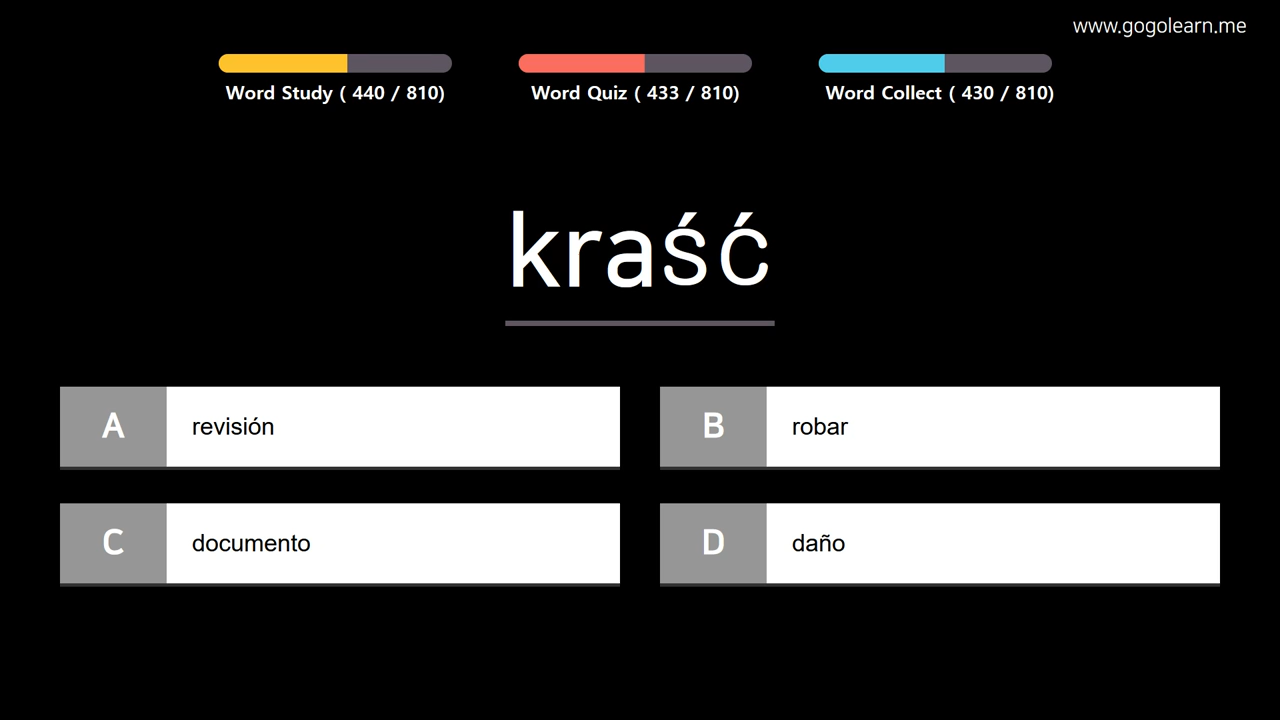 www.gogolearn.me
Word Study ( 440 / 810)
Word Quiz ( 433 / 810)
Word Collect ( 430 / 810)
kraść
A revisión
B robar
C documento
D daño